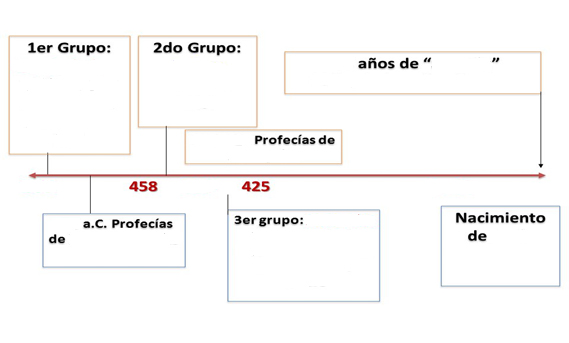 1er Grupo:
2do Grupo:
años de “ ”
Profecías de
458
425
a.C. Profecías
de
3er grupo:
Nacimiento
de